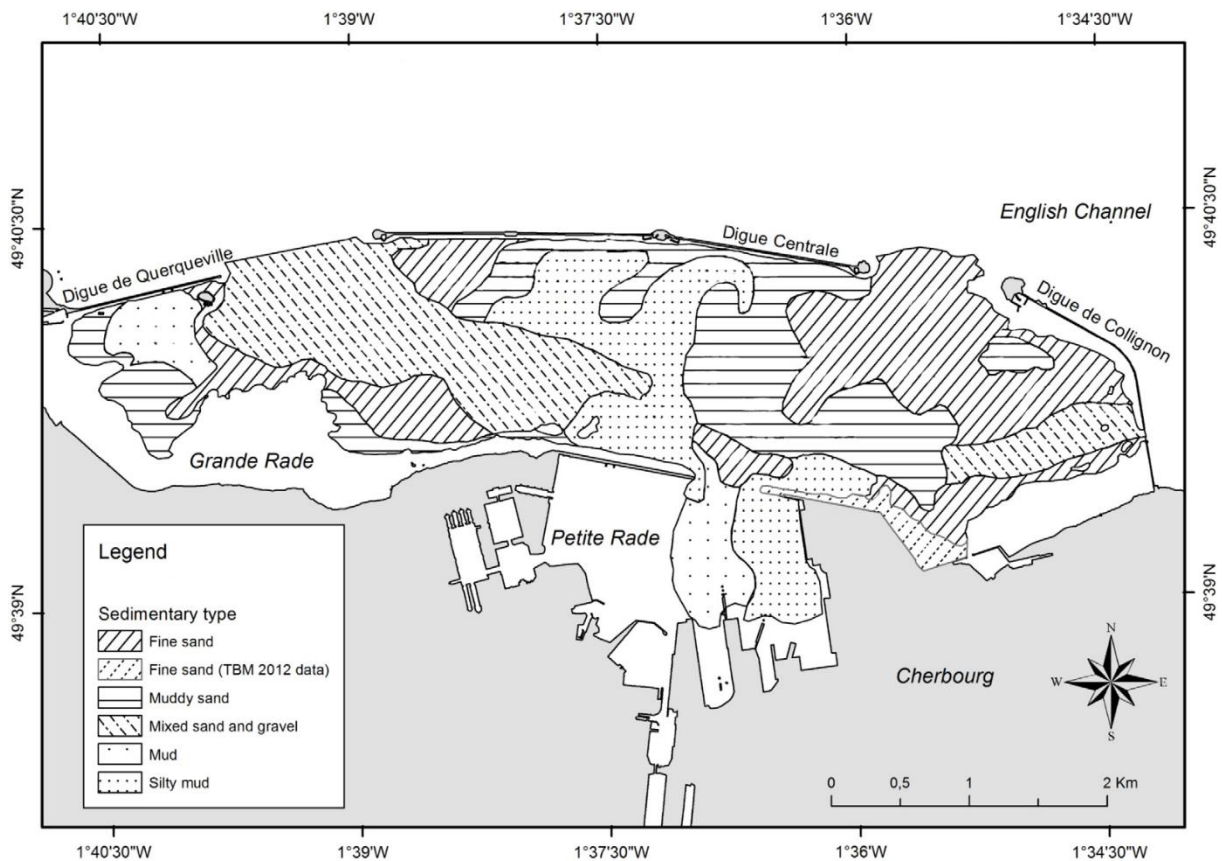 1°40'30"W 1°39'W 1°37'30"W 1°36'W 1°34'30"W
49°40'30"N
49°40'30"N
English Channel
Digue Centrale
Digue de Querqueville
Digue de Collignon
Grande Rade
Petite Rade
Legend
Sedimentary type
Fine sand
Fine sand (TBM 2012 data)
Muddy sand
Mixed sand and gravel
Mud
Silty mud
49°39'N
49°39'N
Cherbourg
N
W E
S
0 0,5 1 2 Km
1°40'30"W 1°39'W 1°37'30"W 1°36'W 1°34'30"W